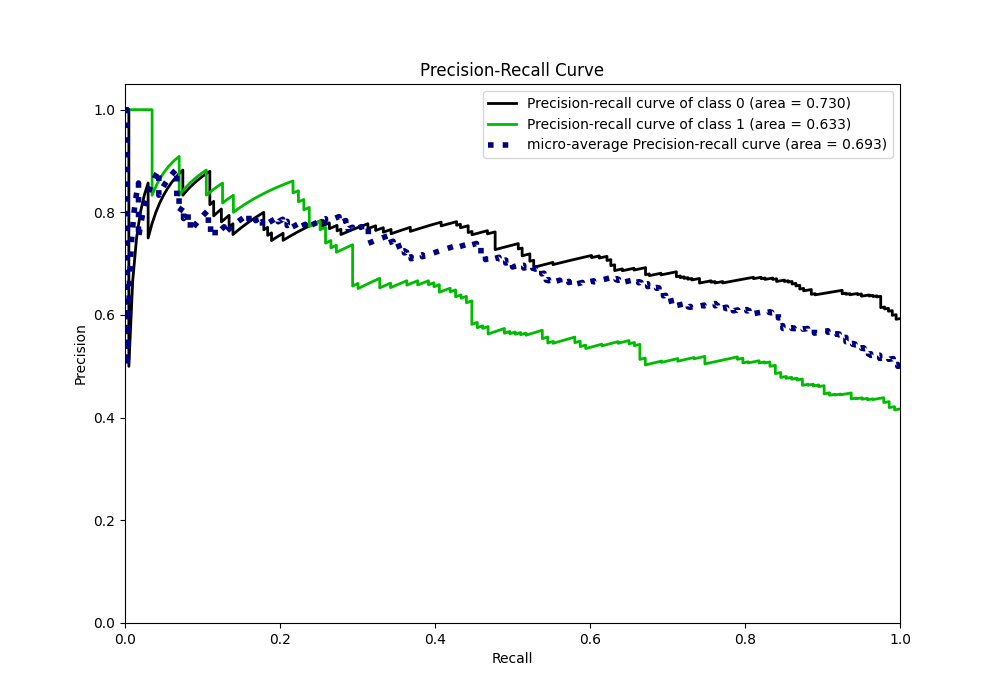 Precision-Recall Curve
Precision-recall curve of class 0 (area = 0.730)
Precision-recall curve of class 1 (area = 0.633)
micro-average Precision-recall curve (area = 0.693)
Precision
1.0
0.8
0.6
0.4
0.2
0.0
0.0 0.2 0.4 0.6 0.8 1.0
Recall